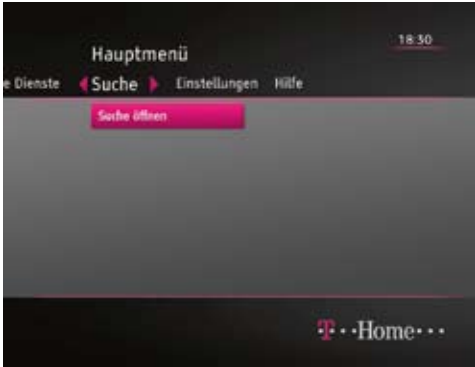 18:30
Hauptmenü
e Dienste Suche Einstellungen Hilfe
Suche öffnen
T··Home···